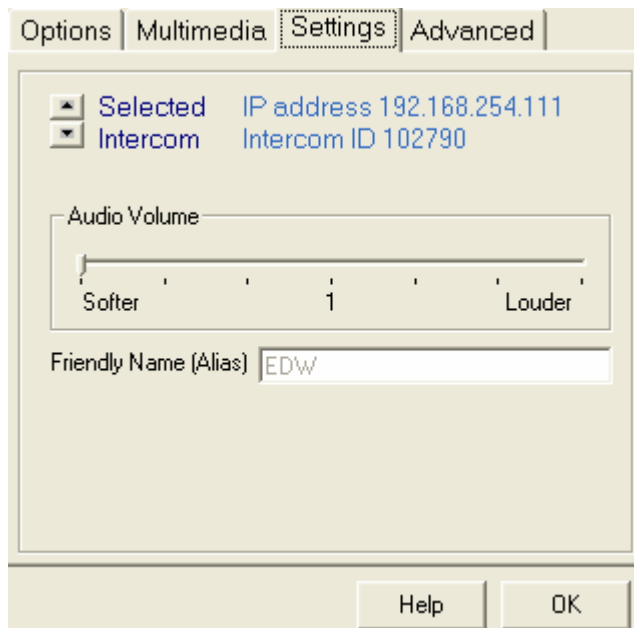 Options Multimedia Settings Advanced
Selected IP address 192.168.254.111
Intercom Intercom ID 102790
Audio Volume
Softer 1 Louder
Friendly Name (Alias) EDW
Help OK